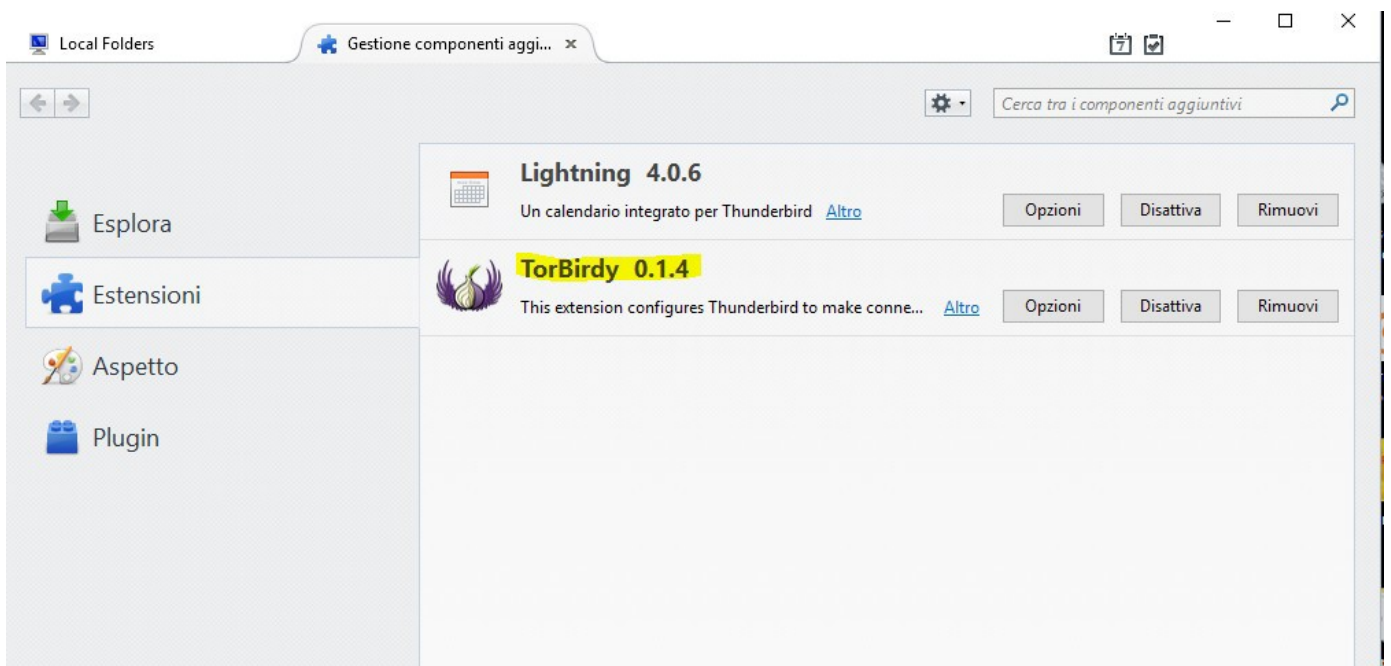 Local Folders
Gestione componenti aggi...
7
Cerca tra i componenti aggiuntivi
Esplora
Estensioni
Aspetto
Plugin
Lightning 4.0.6
Un calendario integrato per Thunderbird Altro
Opzioni Disattiva Rimuovi
TorBirdy 0.1.4
This extension configures Thunderbird to make conne... Altro
Opzioni Disattiva Rimuovi